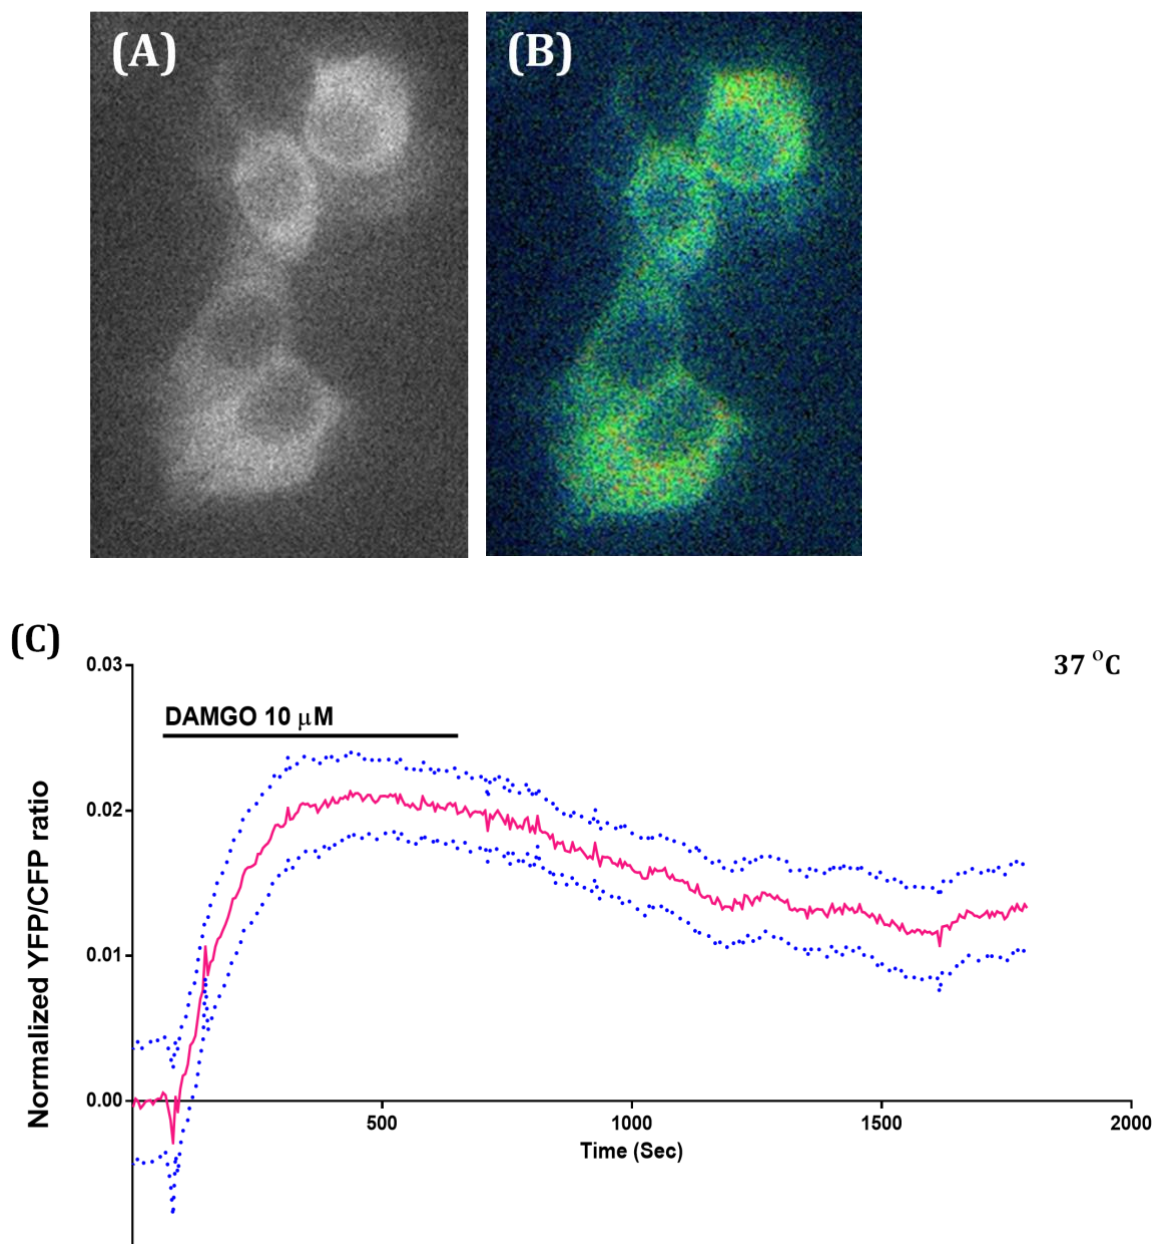 (A)
(B)
(C)
37 °C
0.03
DAMGO 10 μM
0.02
0.01
0.00
Normalized YFP/CFP ratio
500
1000
1500
2000
Time (Sec)